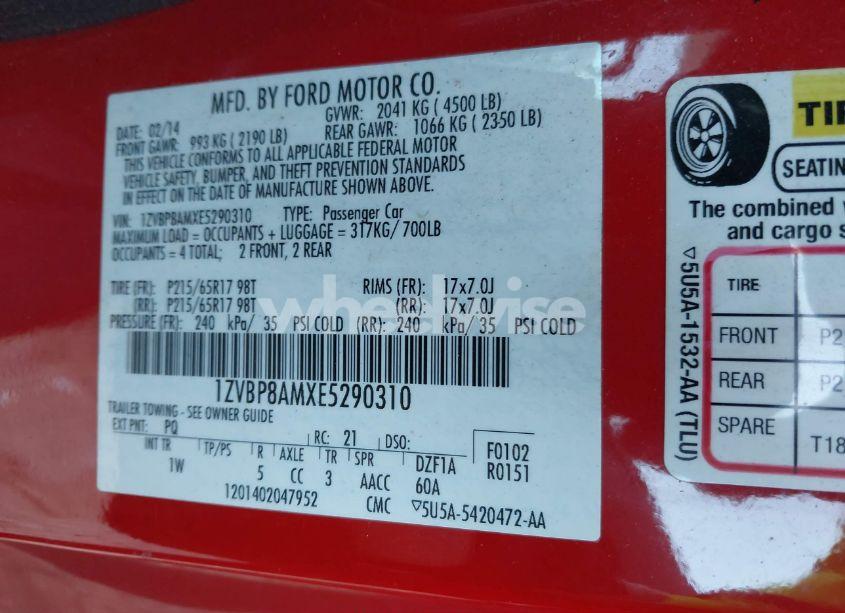 MFD. BY FORD MOTOR CO.
DATE: 02/14 GVWR: 2041 KG ( 4500 LB)
FRONT GAWR: 993 KG ( 2190 LB) REAR GAWR: 1066 KG ( 2350 LB)
THIS VEHICLE CONFORMS TO ALL APPLICABLE FEDERAL MOTOR
VEHICLE SAFETY, BUMPER, AND THEFT PREVENTION STANDARDS
IN EFFECT ON THE DATE OF MANUFACTURE SHOWN ABOVE.
VIN: 1ZVBP8AMXE5290310 TYPE: Passenger Car
MAXIMUM LOAD = OCCUPANTS + LUGGAGE = 317KG/ 700LB
OCCUPANTS = 4 TOTAL; 2 FRONT, 2 REAR
TIRE (FR): P215/65R17 98T RIMS (FR): 17x7.0J
(RR): P215/65R17 98T (RR): 17x7.0J
PRESSURE (FR): 240 kPa/ 35 PSI COLD (RR): 240 kPa/ 35 PSI COLD
wheelwise
1ZVBP8AMXE5290310
TRAILER TOWING - SEE OWNER GUIDE
EXT PNT: PQ RC: 21 DSO: F0102
R0151
INT TR TP/PS R AXLE TR SPR DZF1A
1W 5 CC 3 AACC 60A
1201402047952 CMC ▽5U5A-5420472-AA
TIR
SEATIN
The combined
and cargo s
TIRE
FRONT P2
REAR P2
SPARE T18
▽5U5A-1532-AA (TLU)